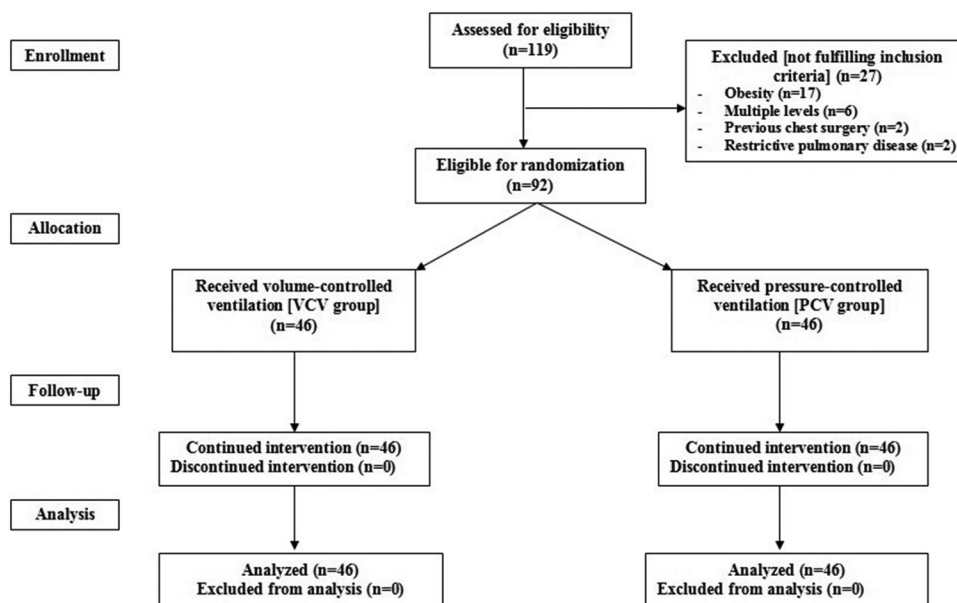 Enrollment
Assessed for eligibility
(n=119)
Excluded [not fulfilling inclusion
criteria] (n=27)
- Obesity (n=17)
- Multiple levels (n=6)
- Previous chest surgery (n=2)
- Restrictive pulmonary disease (n=2)
Eligible for randomization
(n=92)
Allocation
Received volume-controlled
ventilation [VCV group]
(n=46)
Received pressure-controlled
ventilation [PCV group]
(n=46)
Follow-up
Continued intervention (n=46)
Discontinued intervention (n=0)
Continued intervention (n=46)
Discontinued intervention (n=0)
Analysis
Analyzed (n=46)
Excluded from analysis (n=0)
Analyzed (n=46)
Excluded from analysis (n=0)